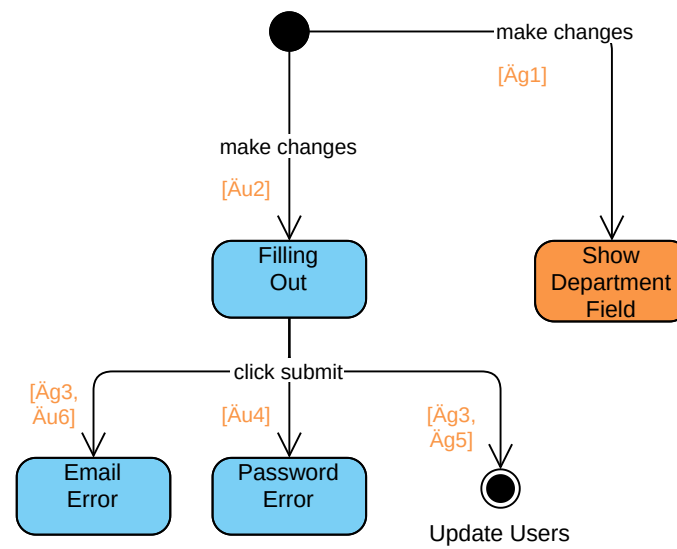 make changes
[Äg1]
make changes
[Äu2]
Filling
Out
Show
Department
Field
click submit
[Äg3,
Äu6]
[Äu4]
[Äg3,
Äg5]
Email
Error
Password
Error
Update Users